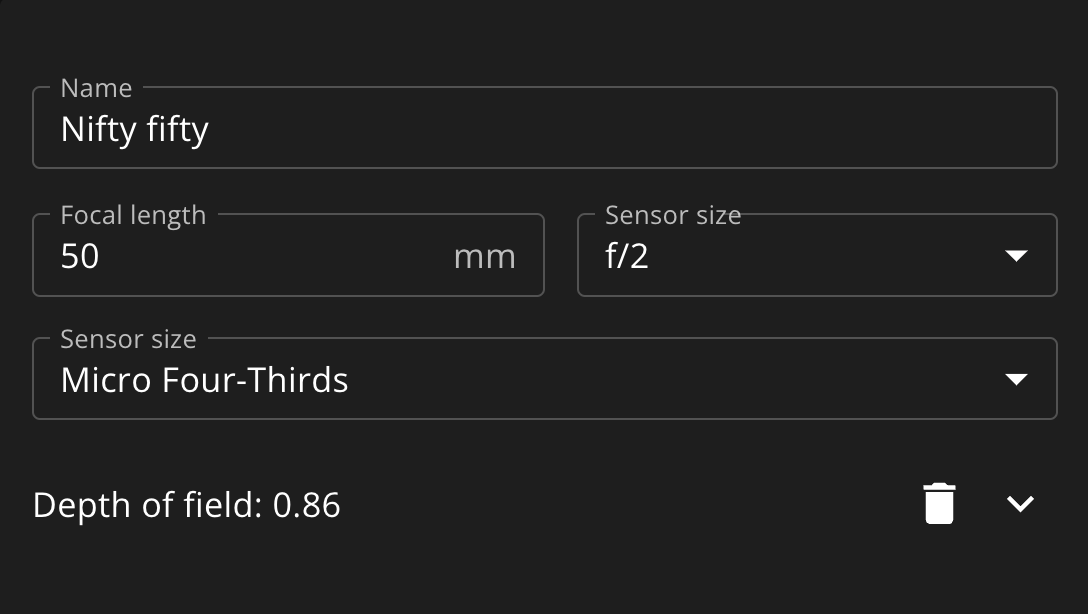 Name
Nifty fifty
Focal length
50 mm
Sensor size
f/2
Sensor size
Micro Four-Thirds
Depth of field: 0.86